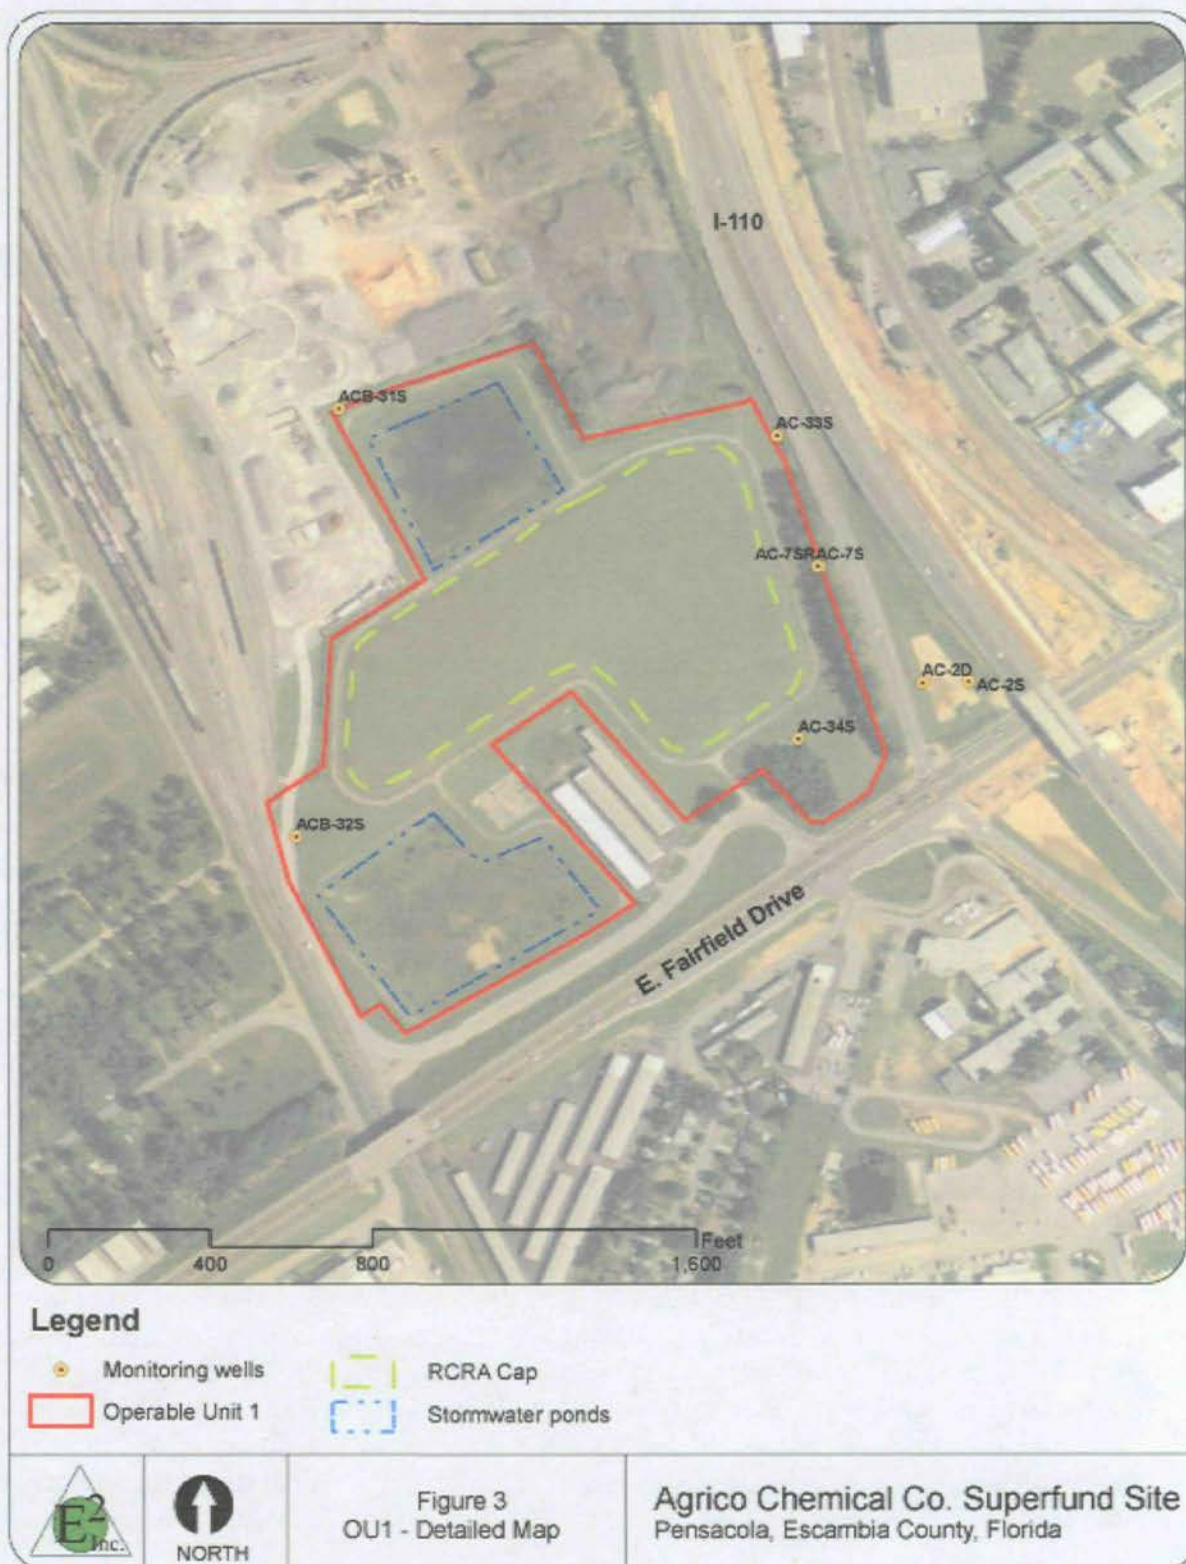 I-110
ACB-31S
AC-33S
AC-7SRAC-7S
AC-2D
AC-2S
AC-34S
ACB-32S
E. Fairfield Drive
0 400 800 1,600 Feet
Legend
Monitoring wells
Operable Unit 1
RCRA Cap
Stormwater ponds
E2 Inc.
NORTH
Figure 3
OU1 - Detailed Map
Agrico Chemical Co. Superfund Site
Pensacola, Escambia County, Florida